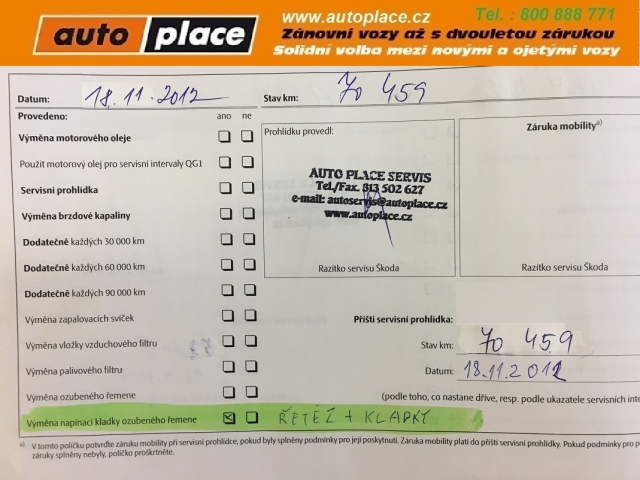 auto place
www.autoplace.cz
Tel. : 800 888 771
Zánovní vozy až s dvouletou zárukou
Solidní volba mezi novými a ojetými vozy
Datum: 18.11.2012 Stav km: 70 459
Provedeno: ano ne
Výměna motorového oleje
Použit motorový olej pro servisní intervaly QG1
Servisní prohlídka
Výměna brzdové kapaliny
Dodatečně každých 30 000 km
Dodatečně každých 60 000 km
Dodatečně každých 90 000 km
Výměna zapalovacích svíček
Výměna vložky vzduchového filtru
Výměna palivového filtru
Výměna ozubeného řemene
Výměna napínací kladky ozubeného řemene ŘETĚZ + KLADKY
Prohlídku provedl:
AUTO PLACE SERVIS
Tel./Fax. 313 502 627
e-mail: autoservis@autoplace.cz
www.autoplace.cz
Razítko servisu Škoda
Záruka mobility a)
Razítko servisu Škoda
Příští servisní prohlídka:
Stav km: 70 459
Datum: 18.11.2012
(podle toho, co nastane dříve, resp. podle ukazatele servisních inte
a) V tomto políčku potvrďte záruku mobility při servisní prohlídce, pokud byly splněny podmínky pro její poskytnutí. Záruka mobility platí do příští servisní prohlídky. Pokud podmínky pro p
záruky splněny nebyly, políčko proškrtněte.